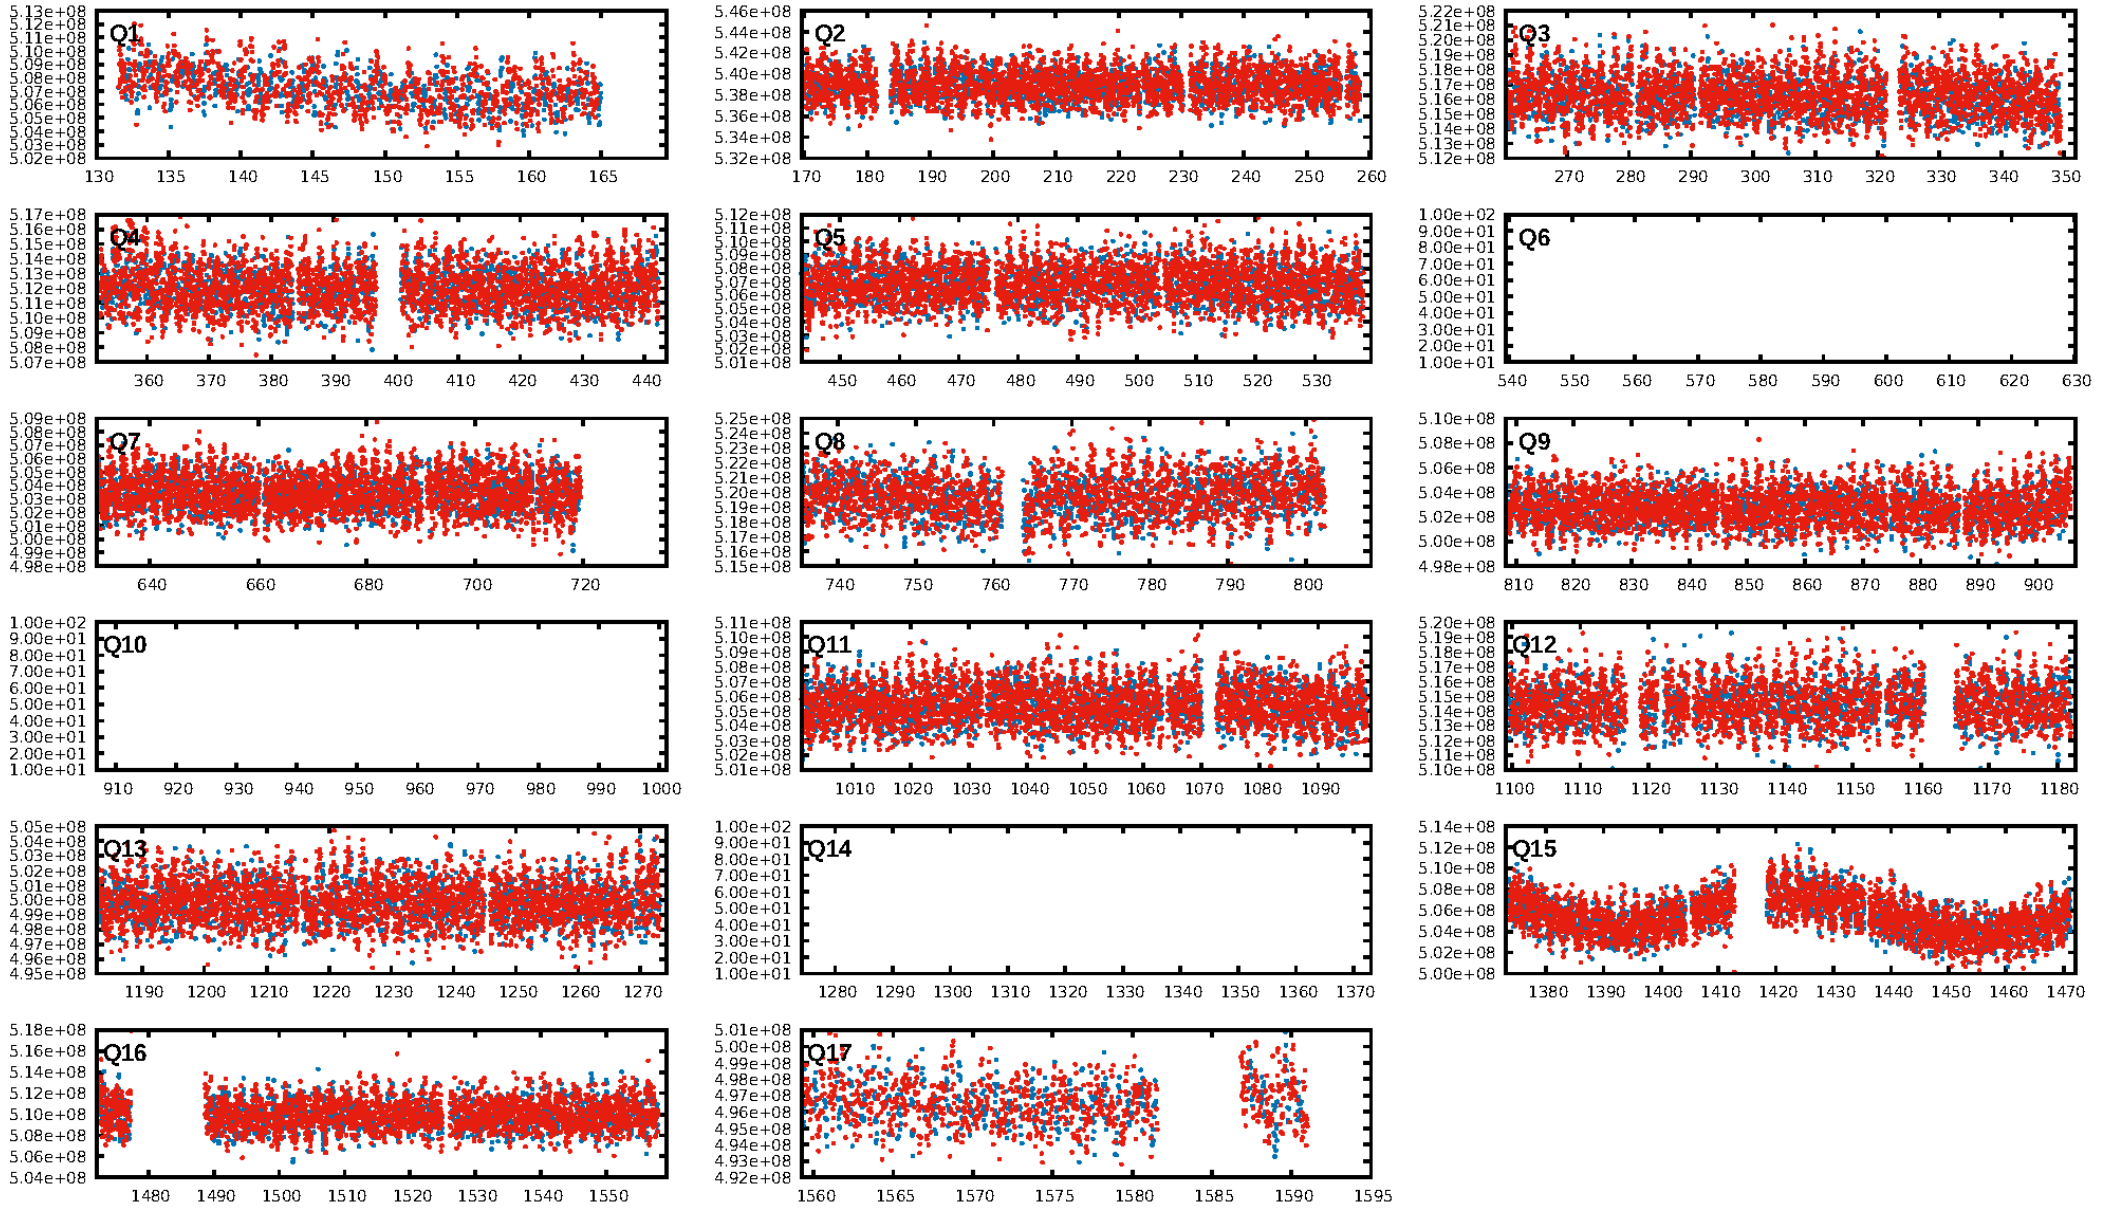 5.13e+08
5.12e+08
5.11e+08
5.10e+08
5.09e+08
5.08e+08
5.07e+08
5.06e+08
5.05e+08
5.04e+08
5.03e+08
5.02e+08
Q1
130 135 140 145 150 155 160 165
5.46e+08
5.44e+08
5.42e+08
5.40e+08
5.38e+08
5.36e+08
5.34e+08
5.32e+08
Q2
170 180 190 200 210 220 230 240 250 260
5.22e+08
5.21e+08
5.20e+08
5.19e+08
5.18e+08
5.17e+08
5.16e+08
5.15e+08
5.14e+08
5.13e+08
5.12e+08
Q3
270 280 290 300 310 320 330 340 350
5.17e+08
5.16e+08
5.15e+08
5.14e+08
5.13e+08
5.12e+08
5.11e+08
5.10e+08
5.09e+08
5.08e+08
5.07e+08
Q4
360 370 380 390 400 410 420 430 440
5.12e+08
5.11e+08
5.10e+08
5.09e+08
5.08e+08
5.07e+08
5.06e+08
5.05e+08
5.04e+08
5.03e+08
5.02e+08
5.01e+08
Q5
450 460 470 480 490 500 510 520 530
1.00e+02
9.00e+01
8.00e+01
7.00e+01
6.00e+01
5.00e+01
4.00e+01
3.00e+01
2.00e+01
1.00e+01
Q6
540 550 560 570 580 590 600 610 620 630
5.09e+08
5.08e+08
5.07e+08
5.06e+08
5.05e+08
5.04e+08
5.03e+08
5.02e+08
5.01e+08
5.00e+08
4.99e+08
4.98e+08
Q7
640 660 680 700 720
5.25e+08
5.24e+08
5.23e+08
5.22e+08
5.21e+08
5.20e+08
5.19e+08
5.18e+08
5.17e+08
5.16e+08
5.15e+08
Q8
740 750 760 770 780 790 800
5.10e+08
5.08e+08
5.06e+08
5.04e+08
5.02e+08
5.00e+08
4.98e+08
Q9
810 820 830 840 850 860 870 880 890 900
1.00e+02
9.00e+01
8.00e+01
7.00e+01
6.00e+01
5.00e+01
4.00e+01
3.00e+01
2.00e+01
1.00e+01
Q10
910 920 930 940 950 960 970 980 990 1000
5.11e+08
5.10e+08
5.09e+08
5.08e+08
5.07e+08
5.06e+08
5.05e+08
5.04e+08
5.03e+08
5.02e+08
5.01e+08
Q11
1010 1020 1030 1040 1050 1060 1070 1080 1090
5.20e+08
5.19e+08
5.18e+08
5.17e+08
5.16e+08
5.15e+08
5.14e+08
5.13e+08
5.12e+08
5.11e+08
5.10e+08
Q12
1100 1110 1120 1130 1140 1150 1160 1170 1180
5.05e+08
5.04e+08
5.03e+08
5.02e+08
5.01e+08
5.00e+08
4.99e+08
4.98e+08
4.97e+08
4.96e+08
4.95e+08
Q13
1190 1200 1210 1220 1230 1240 1250 1260 1270
1.00e+02
9.00e+01
8.00e+01
7.00e+01
6.00e+01
5.00e+01
4.00e+01
3.00e+01
2.00e+01
1.00e+01
Q14
1280 1290 1300 1310 1320 1330 1340 1350 1360 1370
5.14e+08
5.12e+08
5.10e+08
5.08e+08
5.06e+08
5.04e+08
5.02e+08
5.00e+08
Q15
1380 1390 1400 1410 1420 1430 1440 1450 1460 1470
5.18e+08
5.16e+08
5.14e+08
5.12e+08
5.10e+08
5.08e+08
5.06e+08
5.04e+08
Q16
1480 1490 1500 1510 1520 1530 1540 1550
5.01e+08
5.00e+08
4.99e+08
4.98e+08
4.97e+08
4.96e+08
4.95e+08
4.94e+08
4.93e+08
4.92e+08
Q17
1560 1565 1570 1575 1580 1585 1590 1595